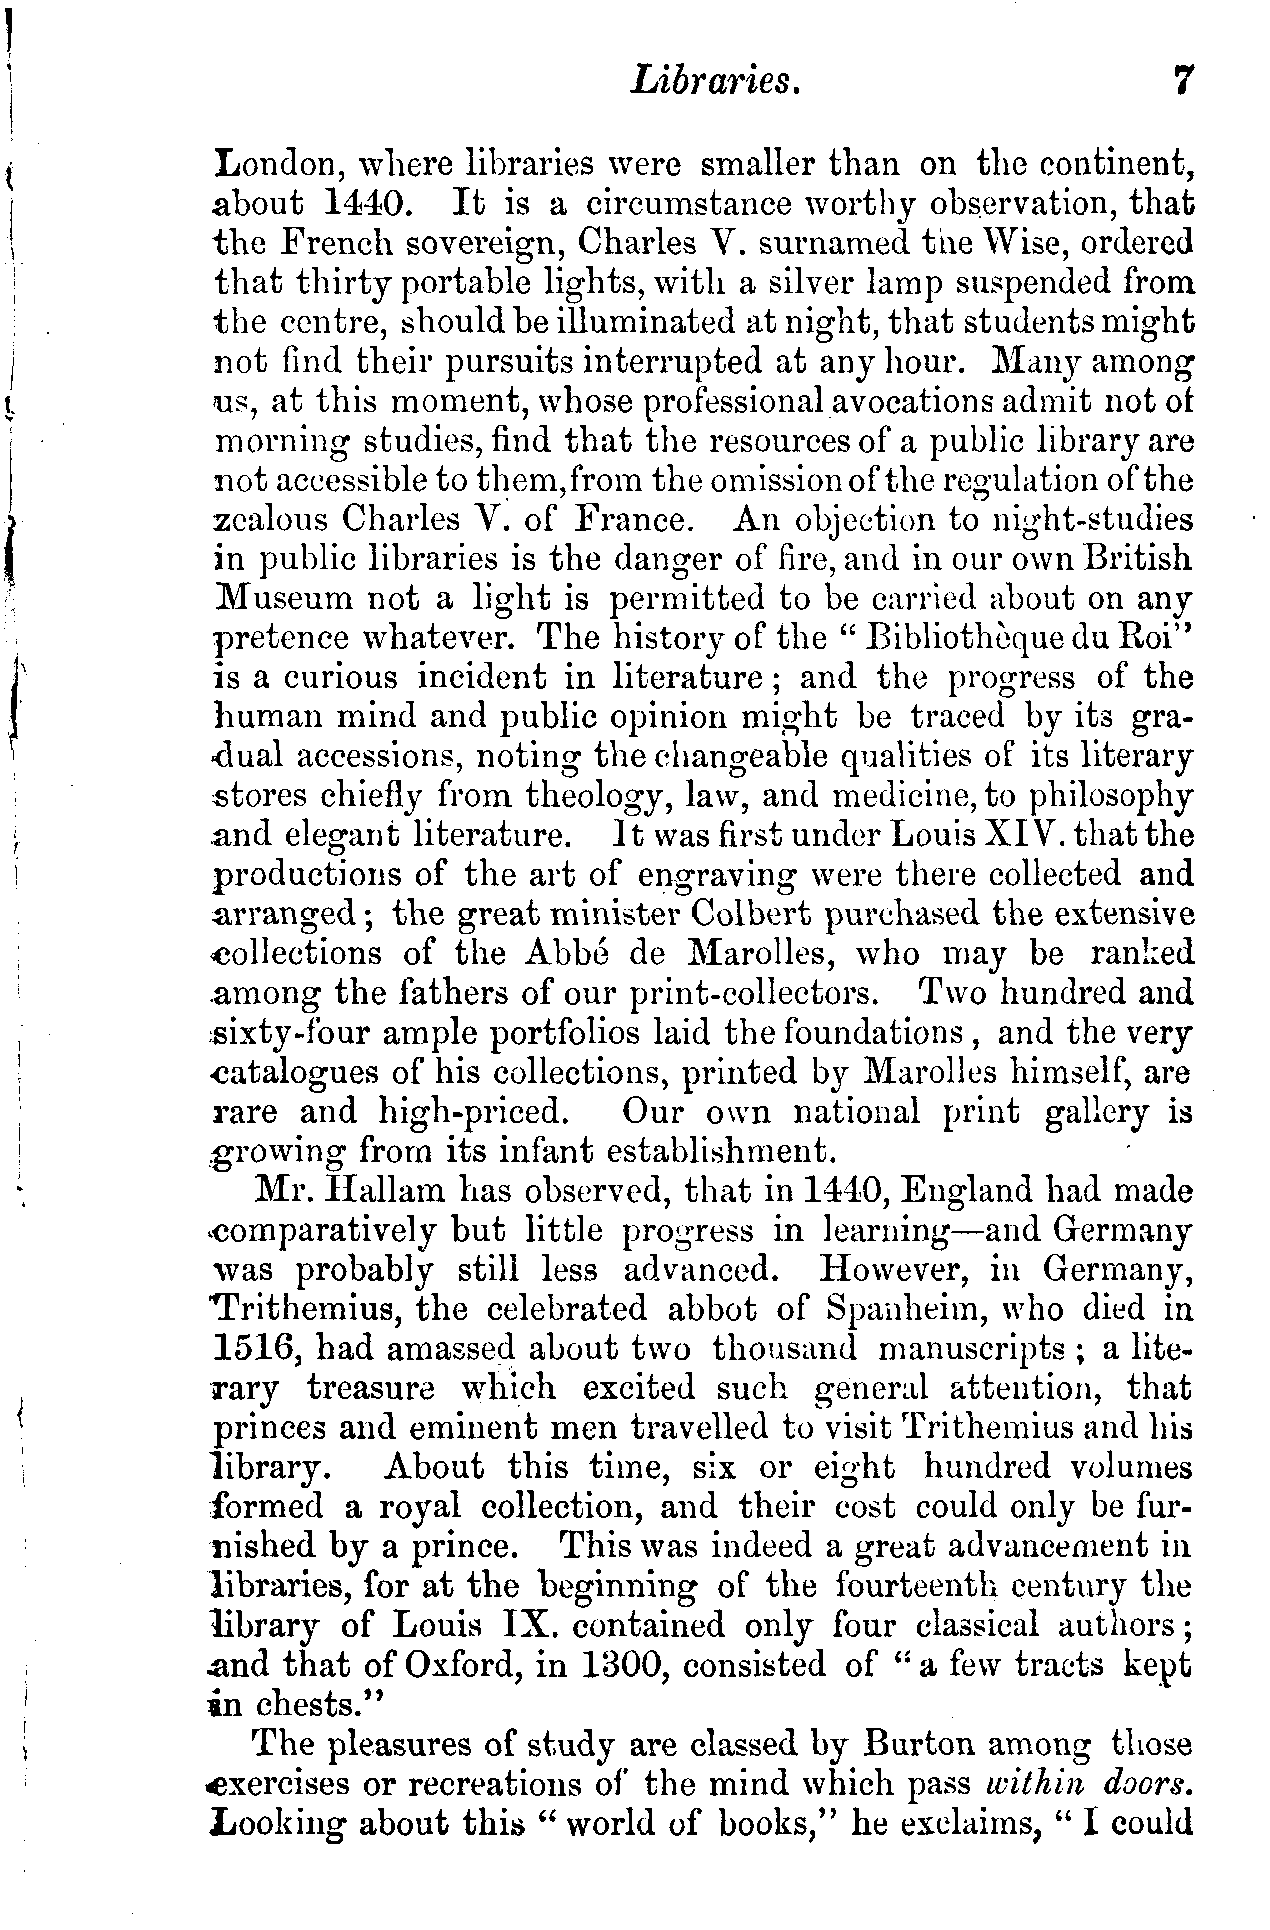 Libraries. 7
London, where libraries were smaller than on the continent,
about 1440. It is a circumstance worthy observation, that
the French sovereign, Charles V. surnamed the Wise, ordered
that thirty portable lights, with a silver lamp suspended from
the centre, should be illuminated at night, that students might
not find their pursuits interrupted at any hour. Many among
us, at this moment, whose professional avocations admit not of
morning studies, find that the resources of a public library are
not accessible to them, from the omission of the regulation of the
zealous Charles V. of France. An objection to night-studies
in public libraries is the danger of fire, and in our own British
Museum not a light is permitted to be carried about on any
pretence whatever. The history of the “ Bibliothèque du Roi”
is a curious incident in literature ; and the progress of the
human mind and public opinion might be traced by its gra-
dual accessions, noting the changeable qualities of its literary
stores chiefly from theology, law, and medicine, to philosophy
and elegant literature. It was first under Louis XIV. that the
productions of the art of engraving were there collected and
arranged ; the great minister Colbert purchased the extensive
collections of the Abbé de Marolles, who may be ranked
among the fathers of our print-collectors. Two hundred and
sixty-four ample portfolios laid the foundations , and the very
catalogues of his collections, printed by Marolles himself, are
rare and high-priced. Our own national print gallery is
growing from its infant establishment.
Mr. Hallam has observed, that in 1440, England had made
comparatively but little progress in learning—and Germany
was probably still less advanced. However, in Germany,
Trithemius, the celebrated abbot of Spanheim, who died in
1516, had amassed about two thousand manuscripts ; a lite-
rary treasure which excited such general attention, that
princes and eminent men travelled to visit Trithemius and his
library. About this time, six or eight hundred volumes
formed a royal collection, and their cost could only be fur-
nished by a prince. This was indeed a great advancement in
libraries, for at the beginning of the fourteenth century the
library of Louis IX. contained only four classical authors ;
and that of Oxford, in 1300, consisted of “ a few tracts kept
in chests.”
The pleasures of study are classed by Burton among those
exercises or recreations of the mind which pass within doors.
Looking about this “ world of books,” he exclaims, “ I could